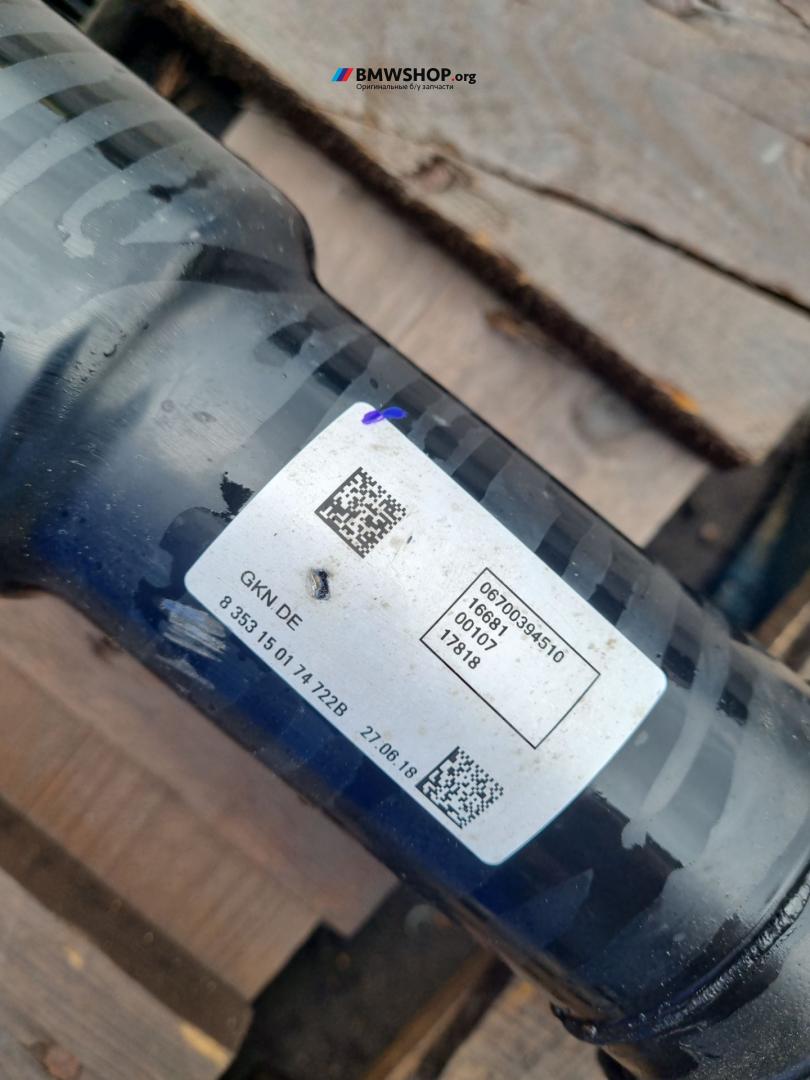 BMWSHOP.org
Оригинальные б/у запчасти
06700394510
16681
00107
17818
GKN DE
8 353 15 01 74 722B 27.06.18